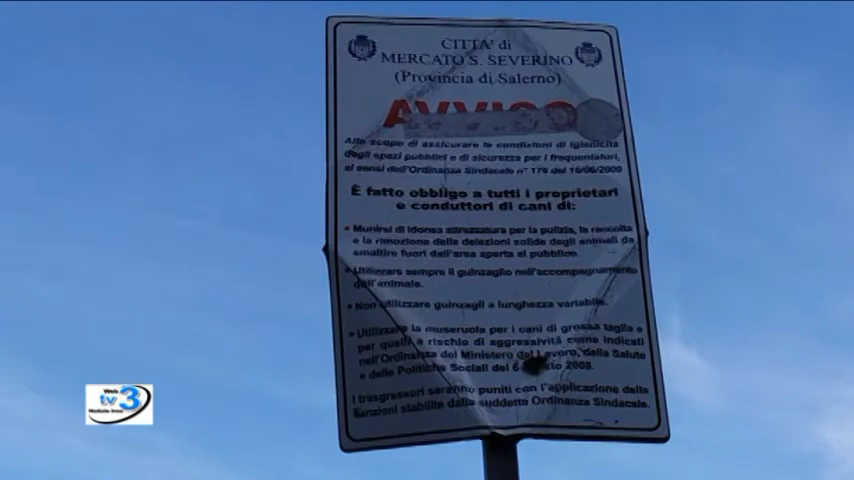 CITTA' di
MERCATO S. SEVERINO
(Provincia di Salerno)
AVVISO
Allo scopo di assicurare le condizioni di igienicità
degli spazi pubblici e di sicurezza per i frequentatori,
ai sensi dell'Ordinanza Sindacale n° 176 del 16/06/2009
È fatto obbligo a tutti i proprietari
e conduttori di cani di:
• Munirsi di idonea attrezzatura per la pulizia, la raccolta
e la rimozione delle deiezioni solide degli animali da
smaltire fuori dall'area aperta al pubblico.
• Utilizzare sempre il guinzaglio nell'accompagnamento
dell'animale.
• Non utilizzare guinzagli a lunghezza variabile.
• Utilizzare la museruola per i cani di grossa taglia e
per quelli a rischio di aggressività come indicati
nell'Ordinanza del Ministero del Lavoro, della Salute
e delle Politiche Sociali del 6 2008.
I trasgressori saranno puniti con l'applicazione delle
sanzioni stabilite dalla suddetta Ordinanza Sindacale.
Web
tv 3